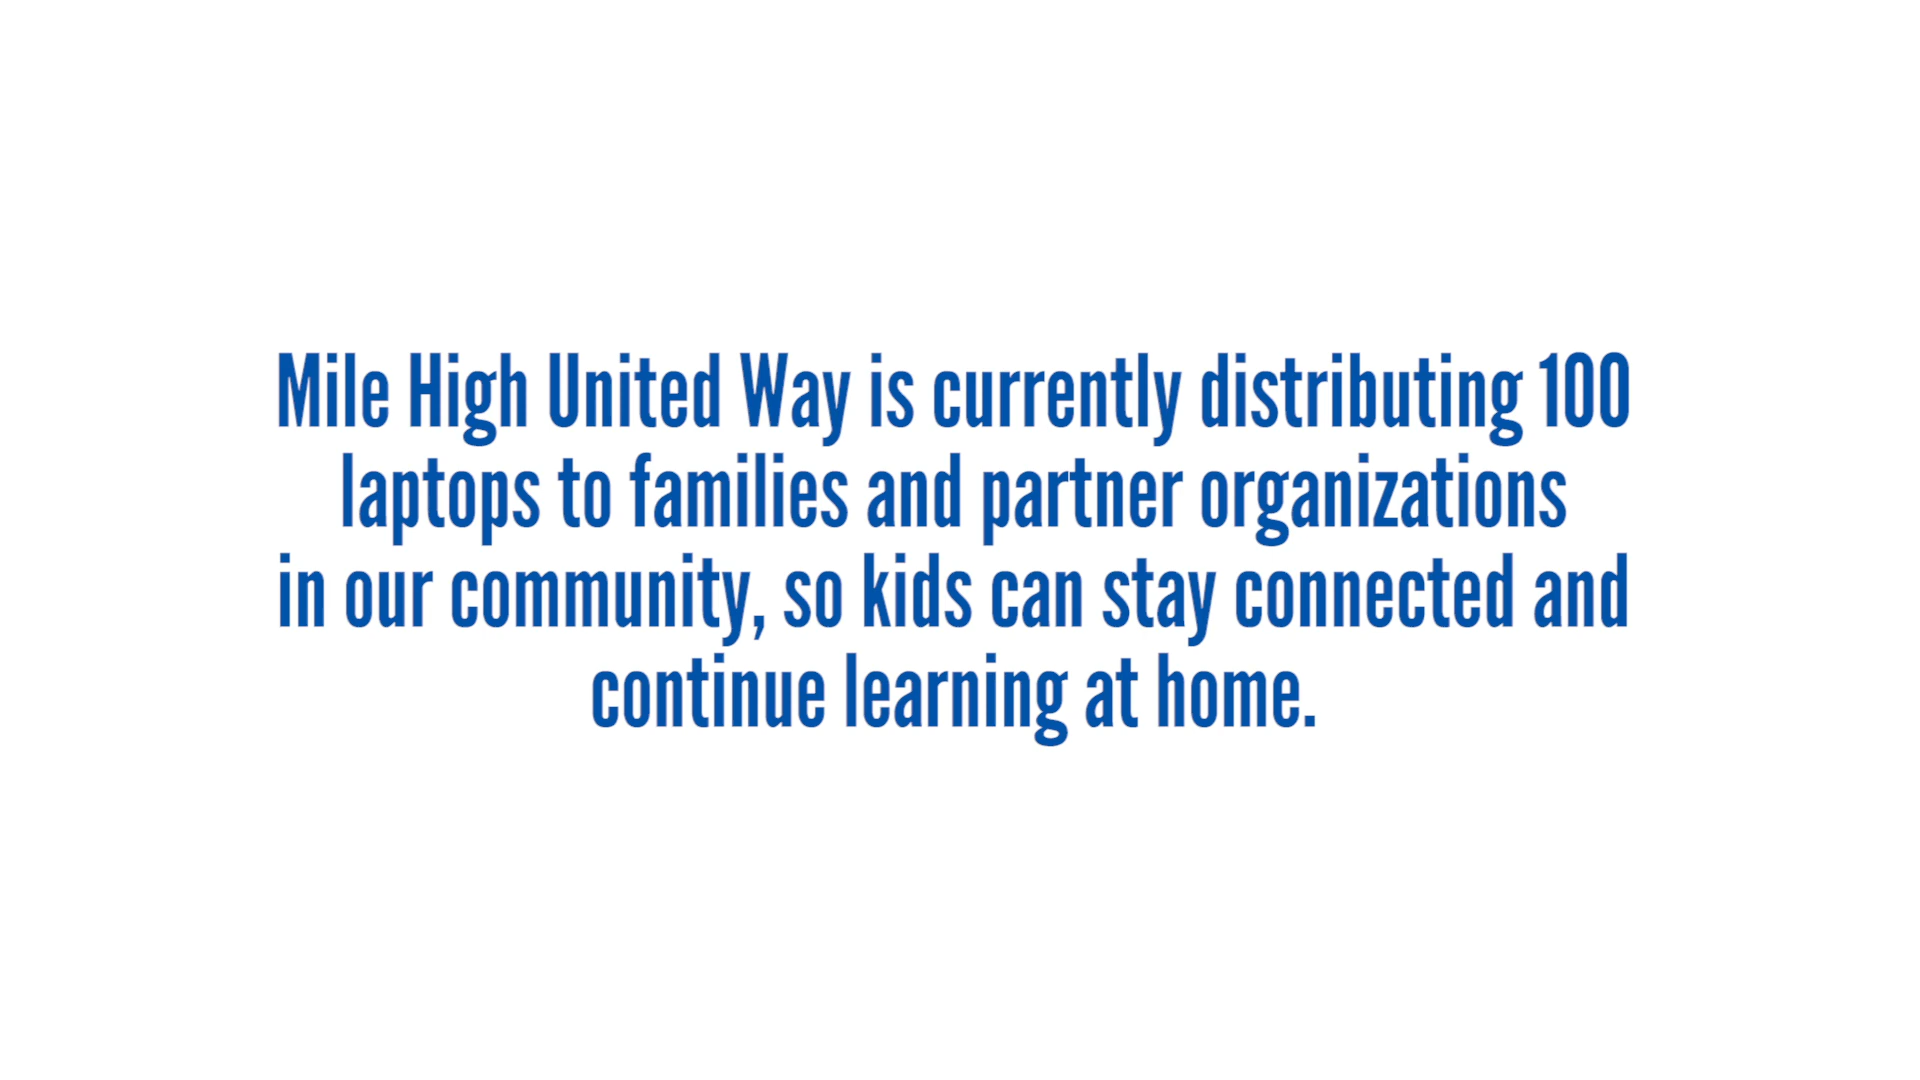 Mile High United Way is currently distributing 100
laptops to families and partner organizations
in our community, so kids can stay connected and
continue learning at home.